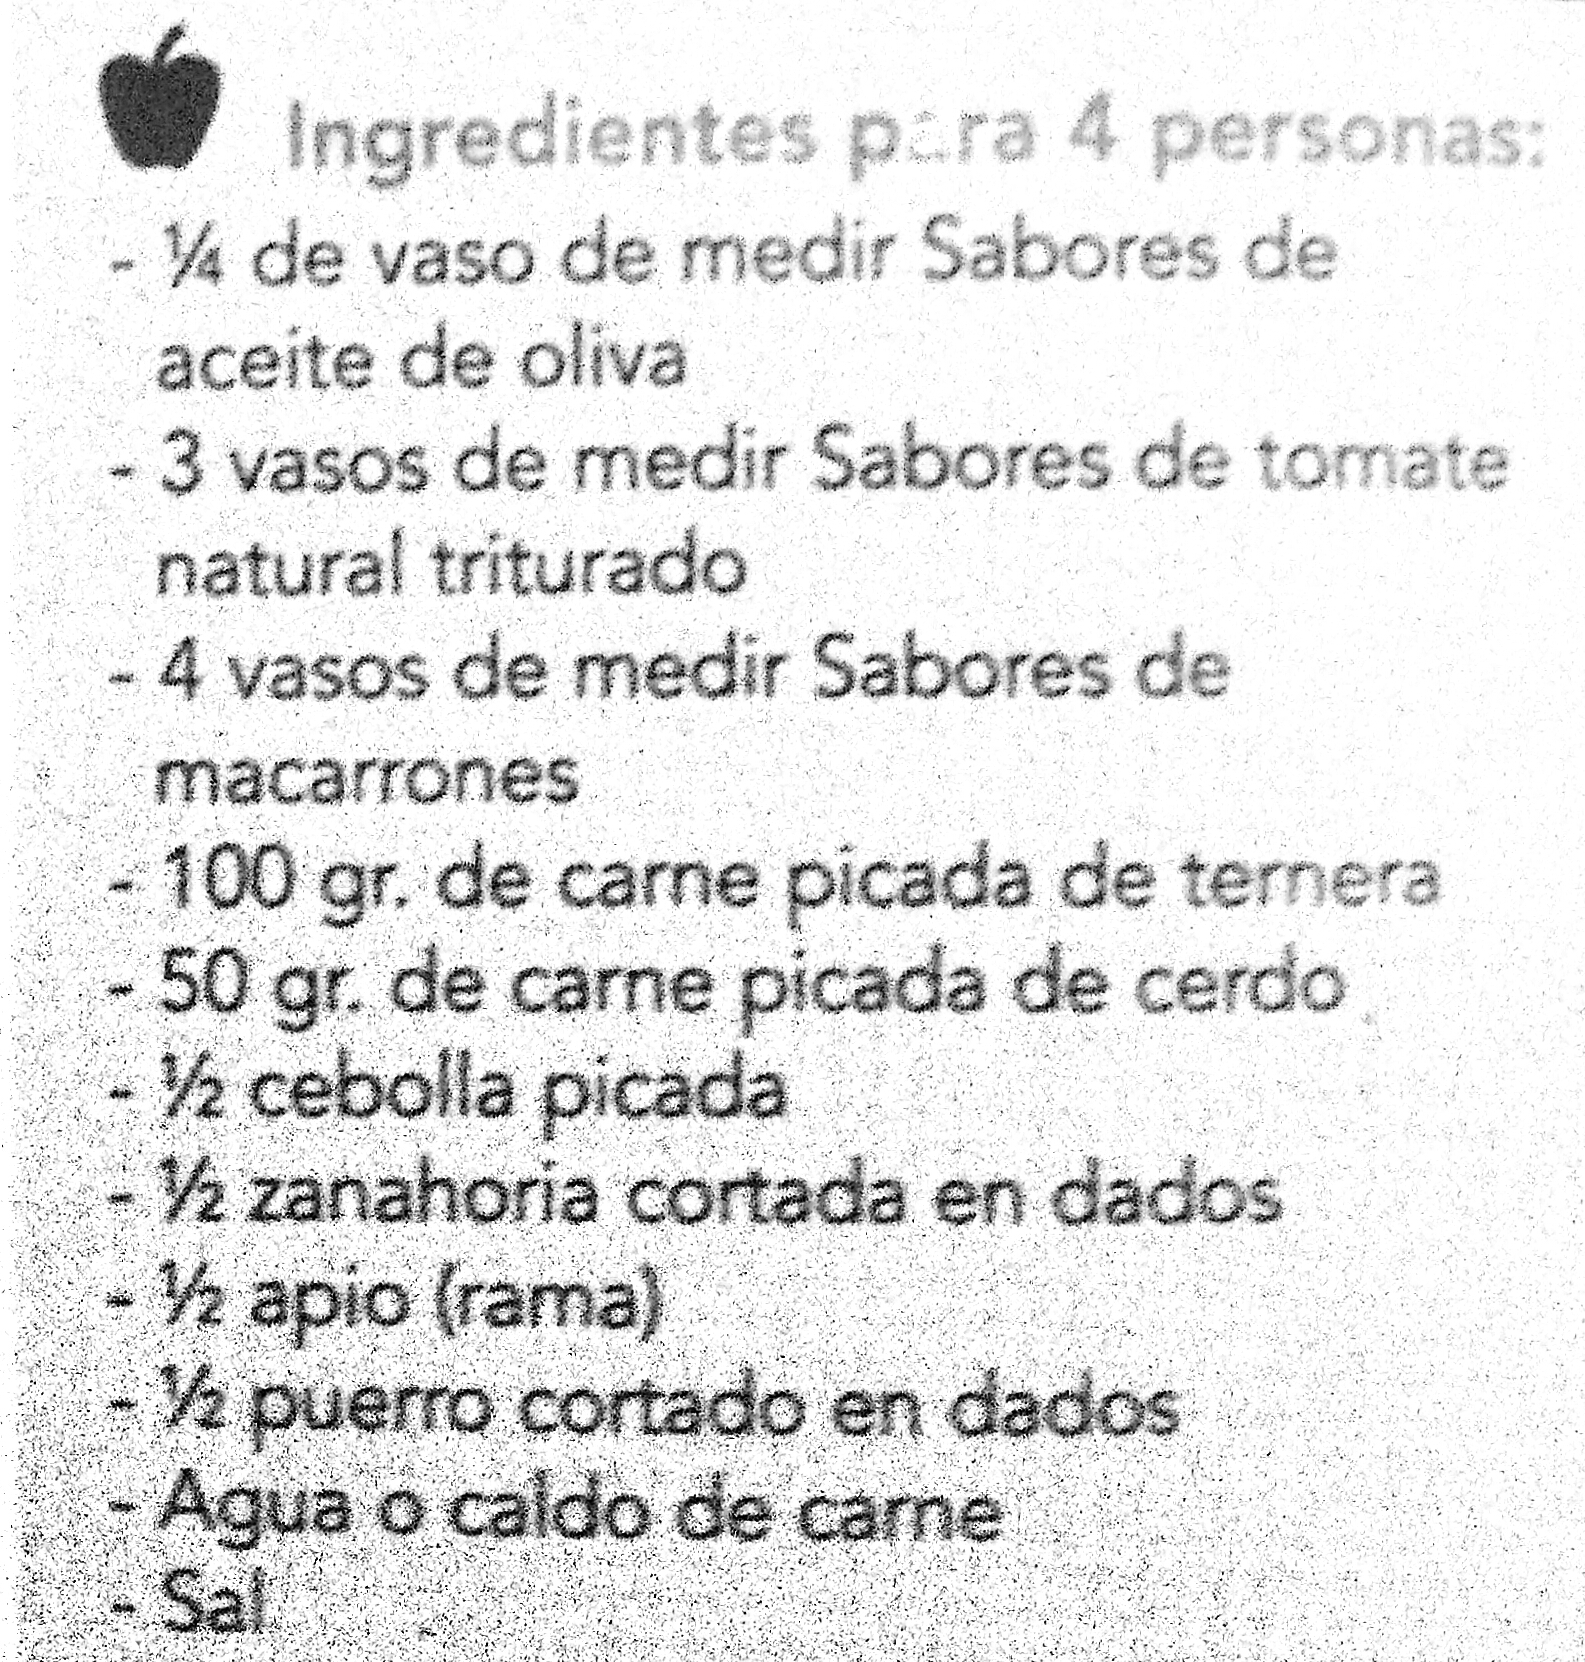 Ingredientes para 4 personas:
- ¼ de vaso de medir Sabores de
aceite de oliva
- 3 vasos de medir Sabores de tomate
natural triturado
- 4 vasos de medir Sabores de
macarrones
- 100 gr. de carne picada de ternera
- 50 gr. de carne picada de cerdo
- ½ cebolla picada
- ½ zanahoria cortada en dados
- ½ apio (rama)
- ½ puerro cortado en dados
- Agua o caldo de carne
- Sal